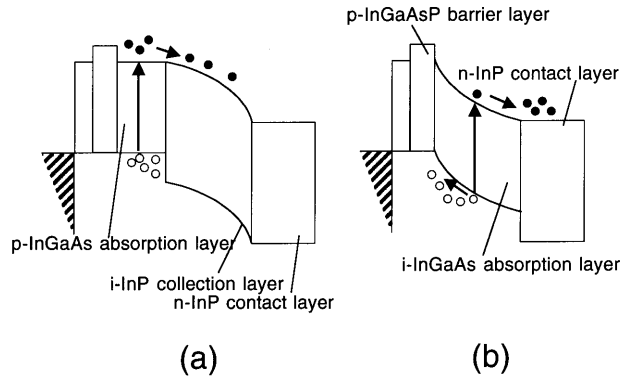 p-InGaAsP barrier layer
n-InP contact layer
p-InGaAs absorption layer
i-InP collection layer
n-InP contact layer
i-InGaAs absorption layer
(a)
(b)